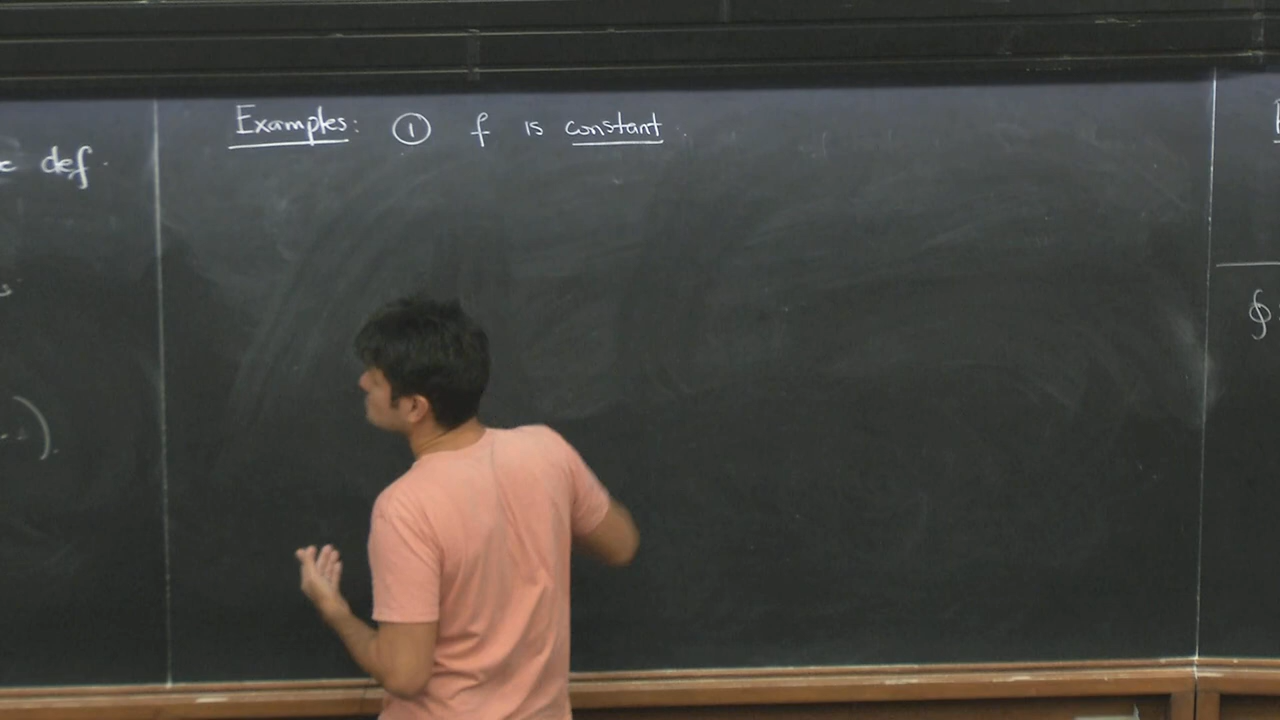 def.
Examples: ① f is constant.
∮